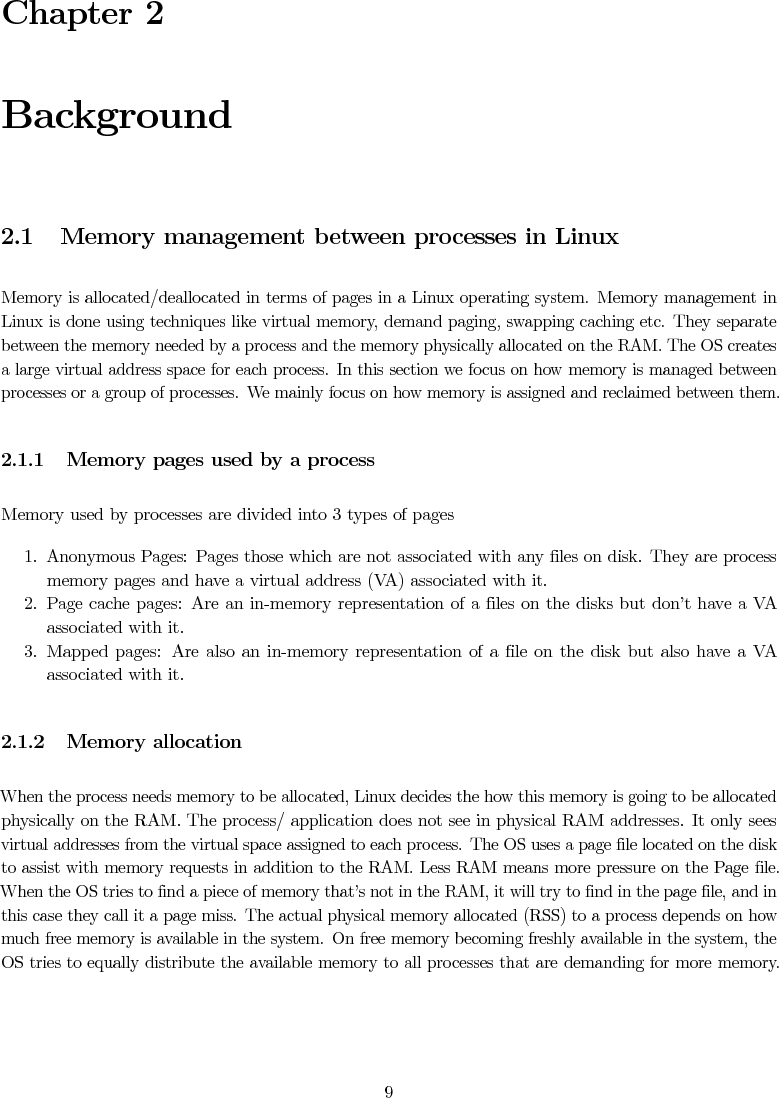 Chapter 2
Background
2.1 Memory management between processes in Linux
Memory is allocated/deallocated in terms of pages in a Linux operating system. Memory management in
Linux is done using techniques like virtual memory, demand paging, swapping caching etc. They separate
between the memory needed by a process and the memory physically allocated on the RAM. The OS creates
a large virtual address space for each process. In this section we focus on how memory is managed between
processes or a group of processes. We mainly focus on how memory is assigned and reclaimed between them.
2.1.1 Memory pages used by a process
Memory used by processes are divided into 3 types of pages
1. Anonymous Pages: Pages those which are not associated with any files on disk. They are process
memory pages and have a virtual address (VA) associated with it.
2. Page cache pages: Are an in-memory representation of a files on the disks but don't have a VA
associated with it.
3. Mapped pages: Are also an in-memory representation of a file on the disk but also have a VA
associated with it.
2.1.2 Memory allocation
When the process needs memory to be allocated, Linux decides the how this memory is going to be allocated
physically on the RAM. The process/ application does not see in physical RAM addresses. It only sees
virtual addresses from the virtual space assigned to each process. The OS uses a page file located on the disk
to assist with memory requests in addition to the RAM. Less RAM means more pressure on the Page file.
When the OS tries to find a piece of memory that's not in the RAM, it will try to find in the page file, and in
this case they call it a page miss. The actual physical memory allocated (RSS) to a process depends on how
much free memory is available in the system. On free memory becoming freshly available in the system, the
OS tries to equally distribute the available memory to all processes that are demanding for more memory.
9